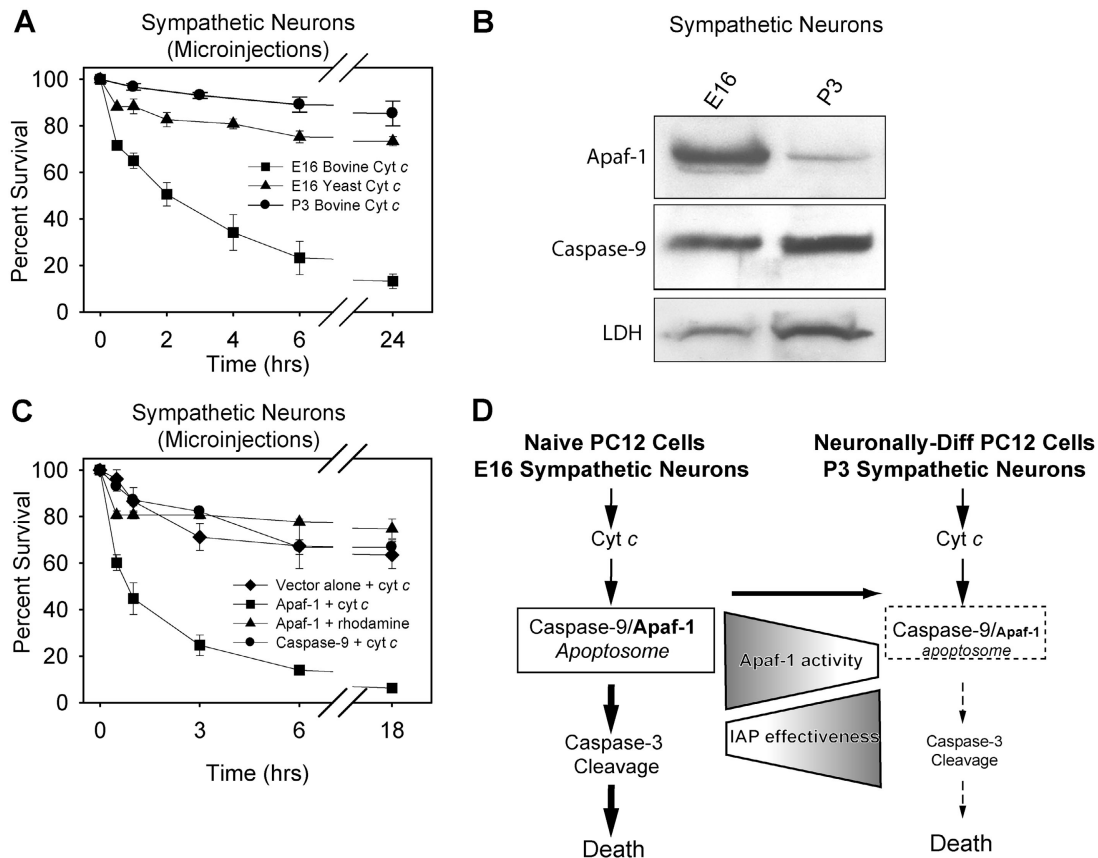 A
Sympathetic Neurons
(Microinjections)
Percent Survival
100
80
60
40
20
0
E16 Bovine Cyt c
E16 Yeast Cyt c
P3 Bovine Cyt c
0 2 4 6 24
Time (hrs)
B
Sympathetic Neurons
E16 P3
Apaf-1
Caspase-9
LDH
C
Sympathetic Neurons
(Microinjections)
Percent Survival
100
80
60
40
20
0
Vector alone + cyt c
Apaf-1 + cyt c
Apaf-1 + rhodamine
Caspase-9 + cyt c
0 3 6 18
Time (hrs)
D
Naive PC12 Cells
E16 Sympathetic Neurons
Neuronally-Diff PC12 Cells
P3 Sympathetic Neurons
Cyt c
Cyt c
Caspase-9/Apaf-1
Apoptosome
Apaf-1 activity
Caspase-9/Apaf-1
apoptosome
IAP effectiveness
Caspase-3
Cleavage
Caspase-3
Cleavage
Death
Death